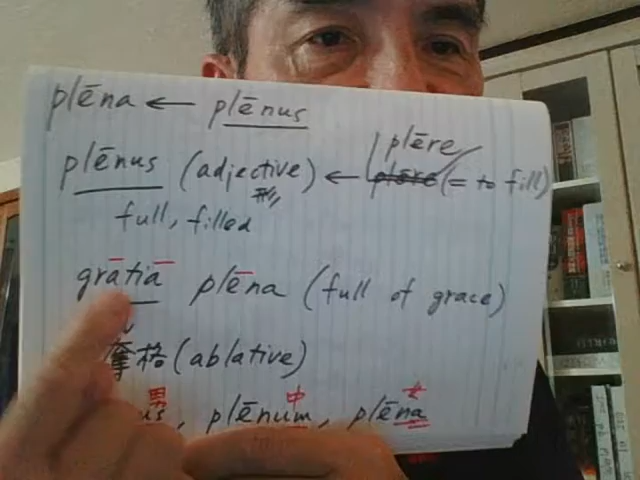 plēna ← plēnus
plēre
plēnus (adjective) ← (= to fill)
形
full, filled
grātiā plēna (full of grace)
奪格 (ablative)
男 中 女
us, plēnum, plēna